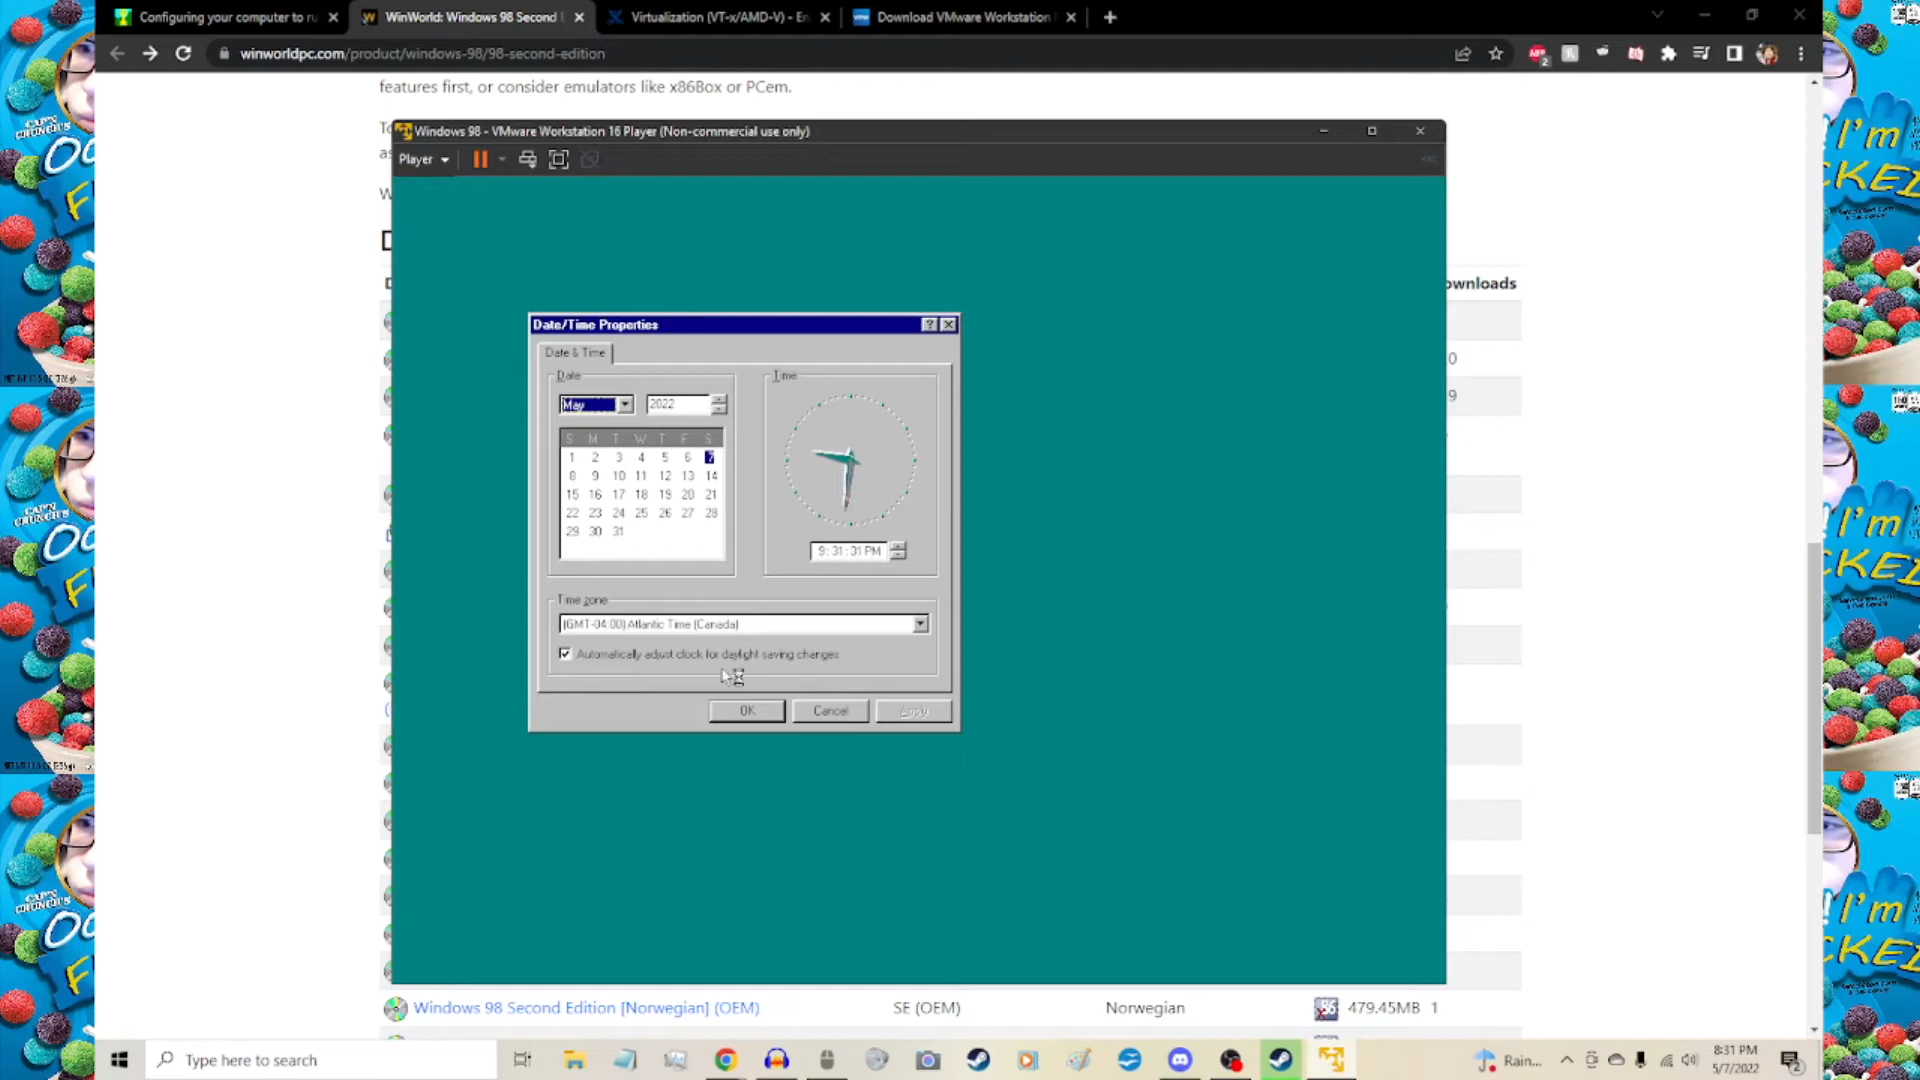 Configuring your computer to ru
WinWorld: Windows 98 Second E
Virtualization (VT-x/AMD-V) - En
Download VMware Workstation
winworldpc.com/product/windows-98/98-second-edition
features first, or consider emulators like x86Box or PCem.
Windows 98 - VMware Workstation 16 Player (Non-commercial use only)
Player
ownloads
Date/Time Properties
Date & Time
Date
Time
May
2022
S M T W T F S
1 2 3 4 5 6 7
8 9 10 11 12 13 14
15 16 17 18 19 20 21
22 23 24 25 26 27 28
29 30 31
9:31:31 PM
Time zone
(GMT-04:00) Atlantic Time (Canada)
Automatically adjust clock for daylight saving changes
OK
Cancel
Apply
0
9
Windows 98 Second Edition [Norwegian] (OEM)
SE (OEM)
Norwegian
479.45MB
1
Type here to search
Rain...
8:31 PM
5/7/2022
I'm